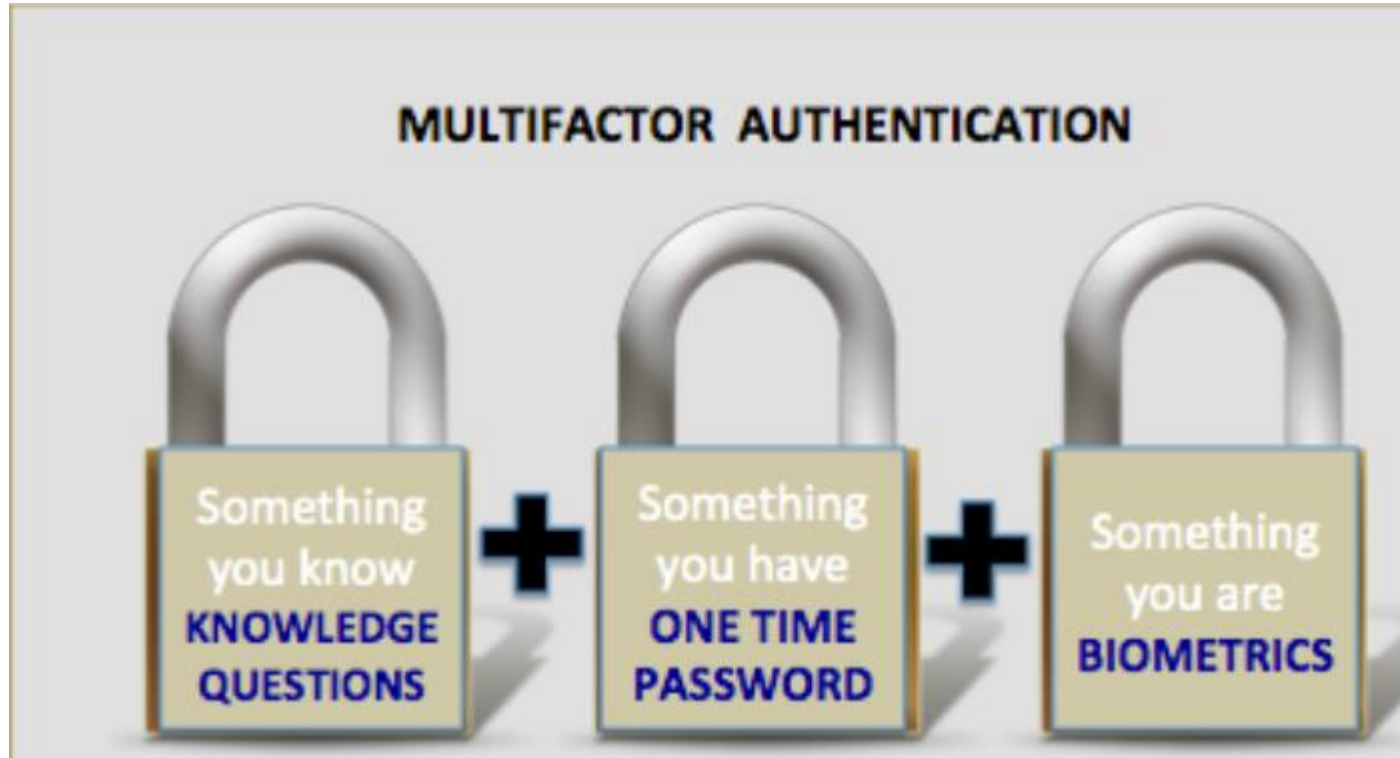 MULTIFACTOR AUTHENTICATION
Something
you know
KNOWLEDGE
QUESTIONS
Something
you have
ONE TIME
PASSWORD
Something
you are
BIOMETRICS